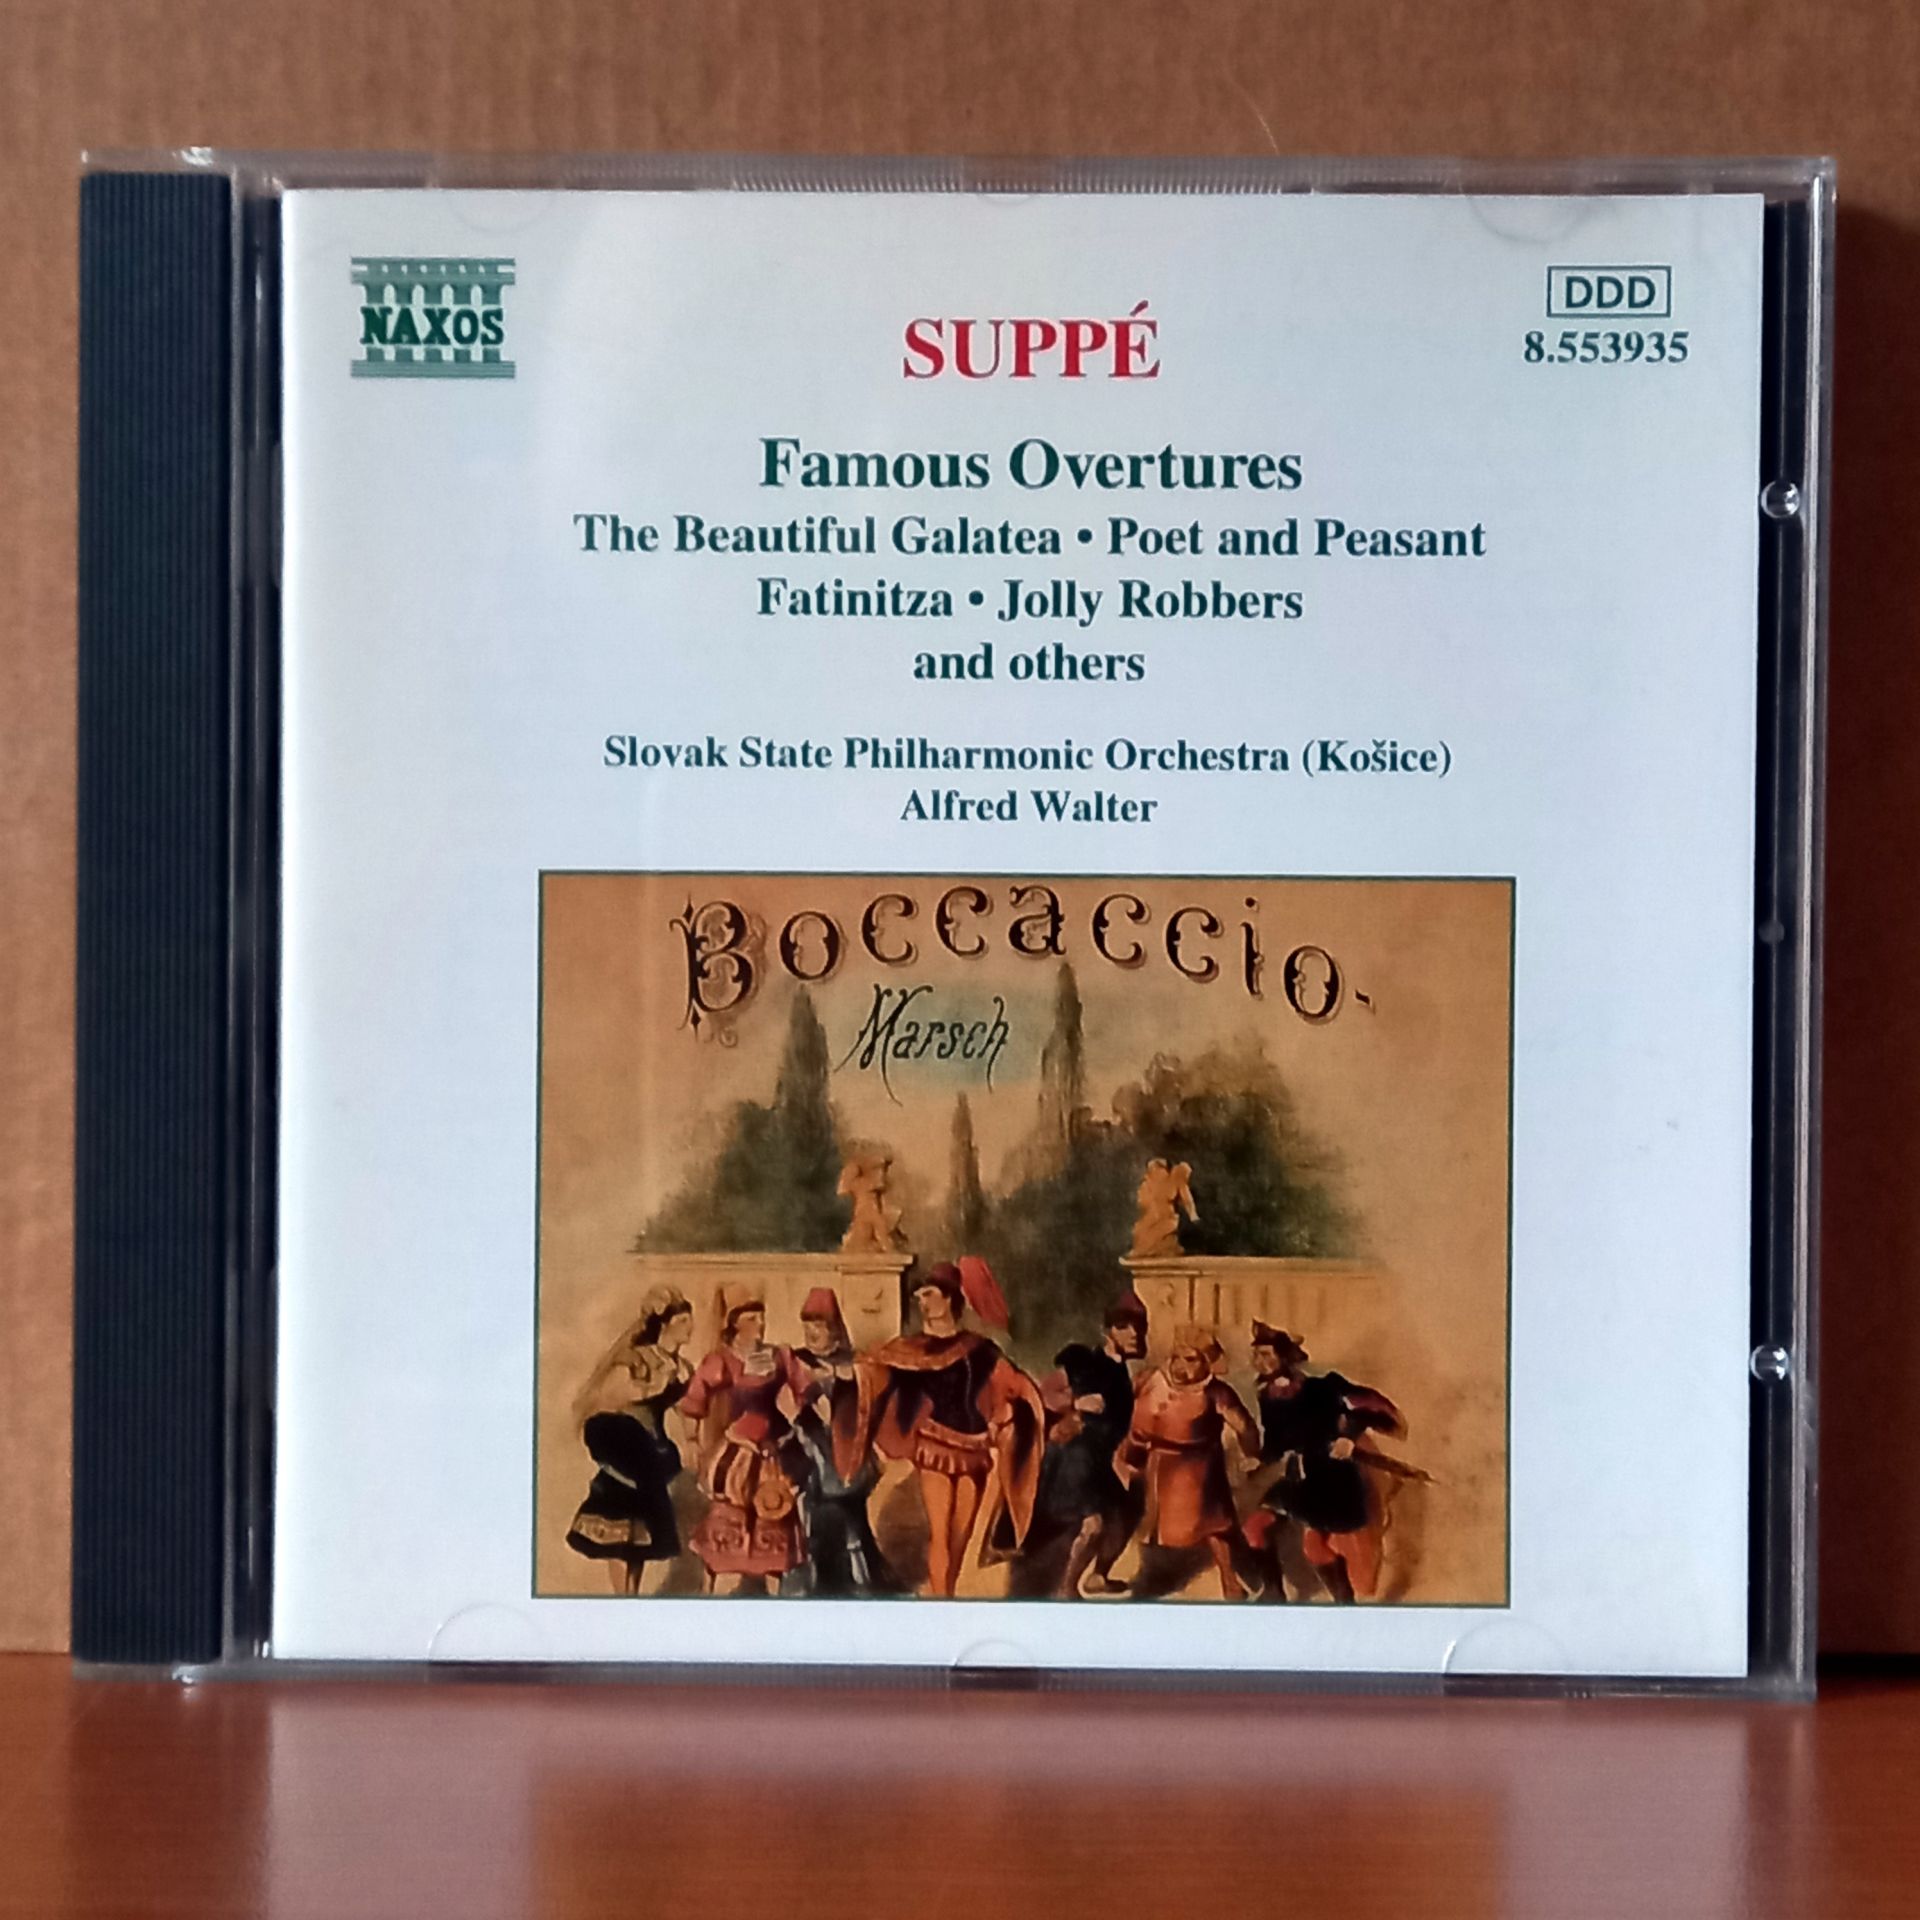 NAXOS
DDD
8.553935
SUPPÉ
Famous Overtures
The Beautiful Galatea • Poet and Peasant
Fatinitza • Jolly Robbers
and others
Slovak State Philharmonic Orchestra (Košice)
Alfred Walter
Boccaccio-
Marsch